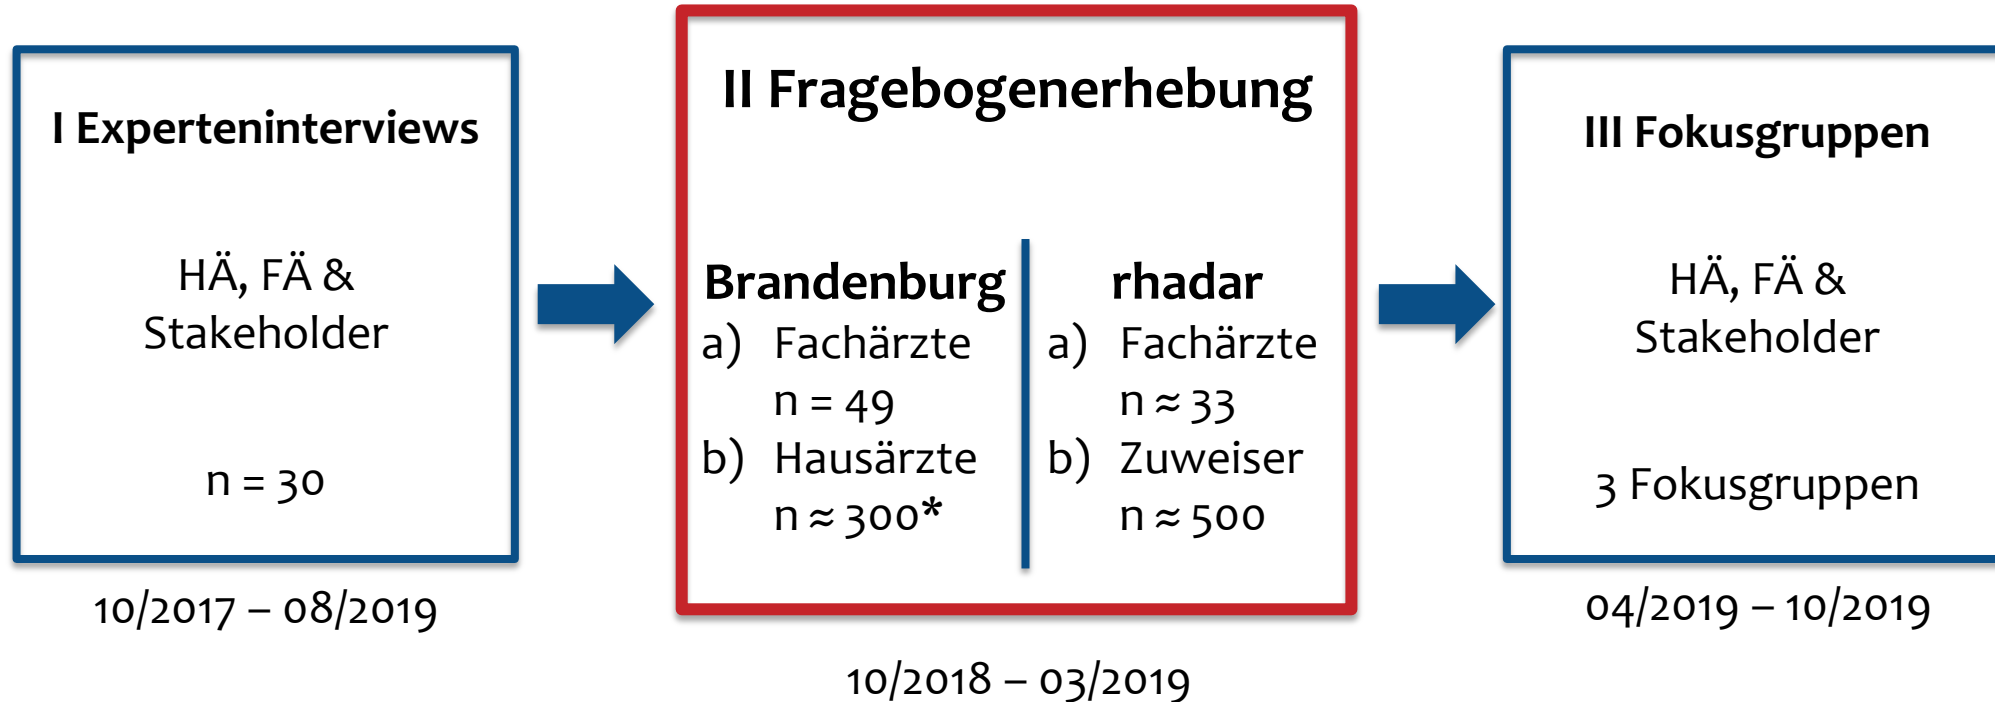 I Experteninterviews
HÄ, FÄ &
Stakeholder
n = 30
10/2017 – 08/2019
II Fragebogenerhebung
Brandenburg
a) Fachärzte
n = 49
b) Hausärzte
n ≈ 300*
rhadar
a) Fachärzte
n ≈ 33
b) Zuweiser
n ≈ 500
10/2018 – 03/2019
III Fokusgruppen
HÄ, FÄ &
Stakeholder
3 Fokusgruppen
04/2019 – 10/2019